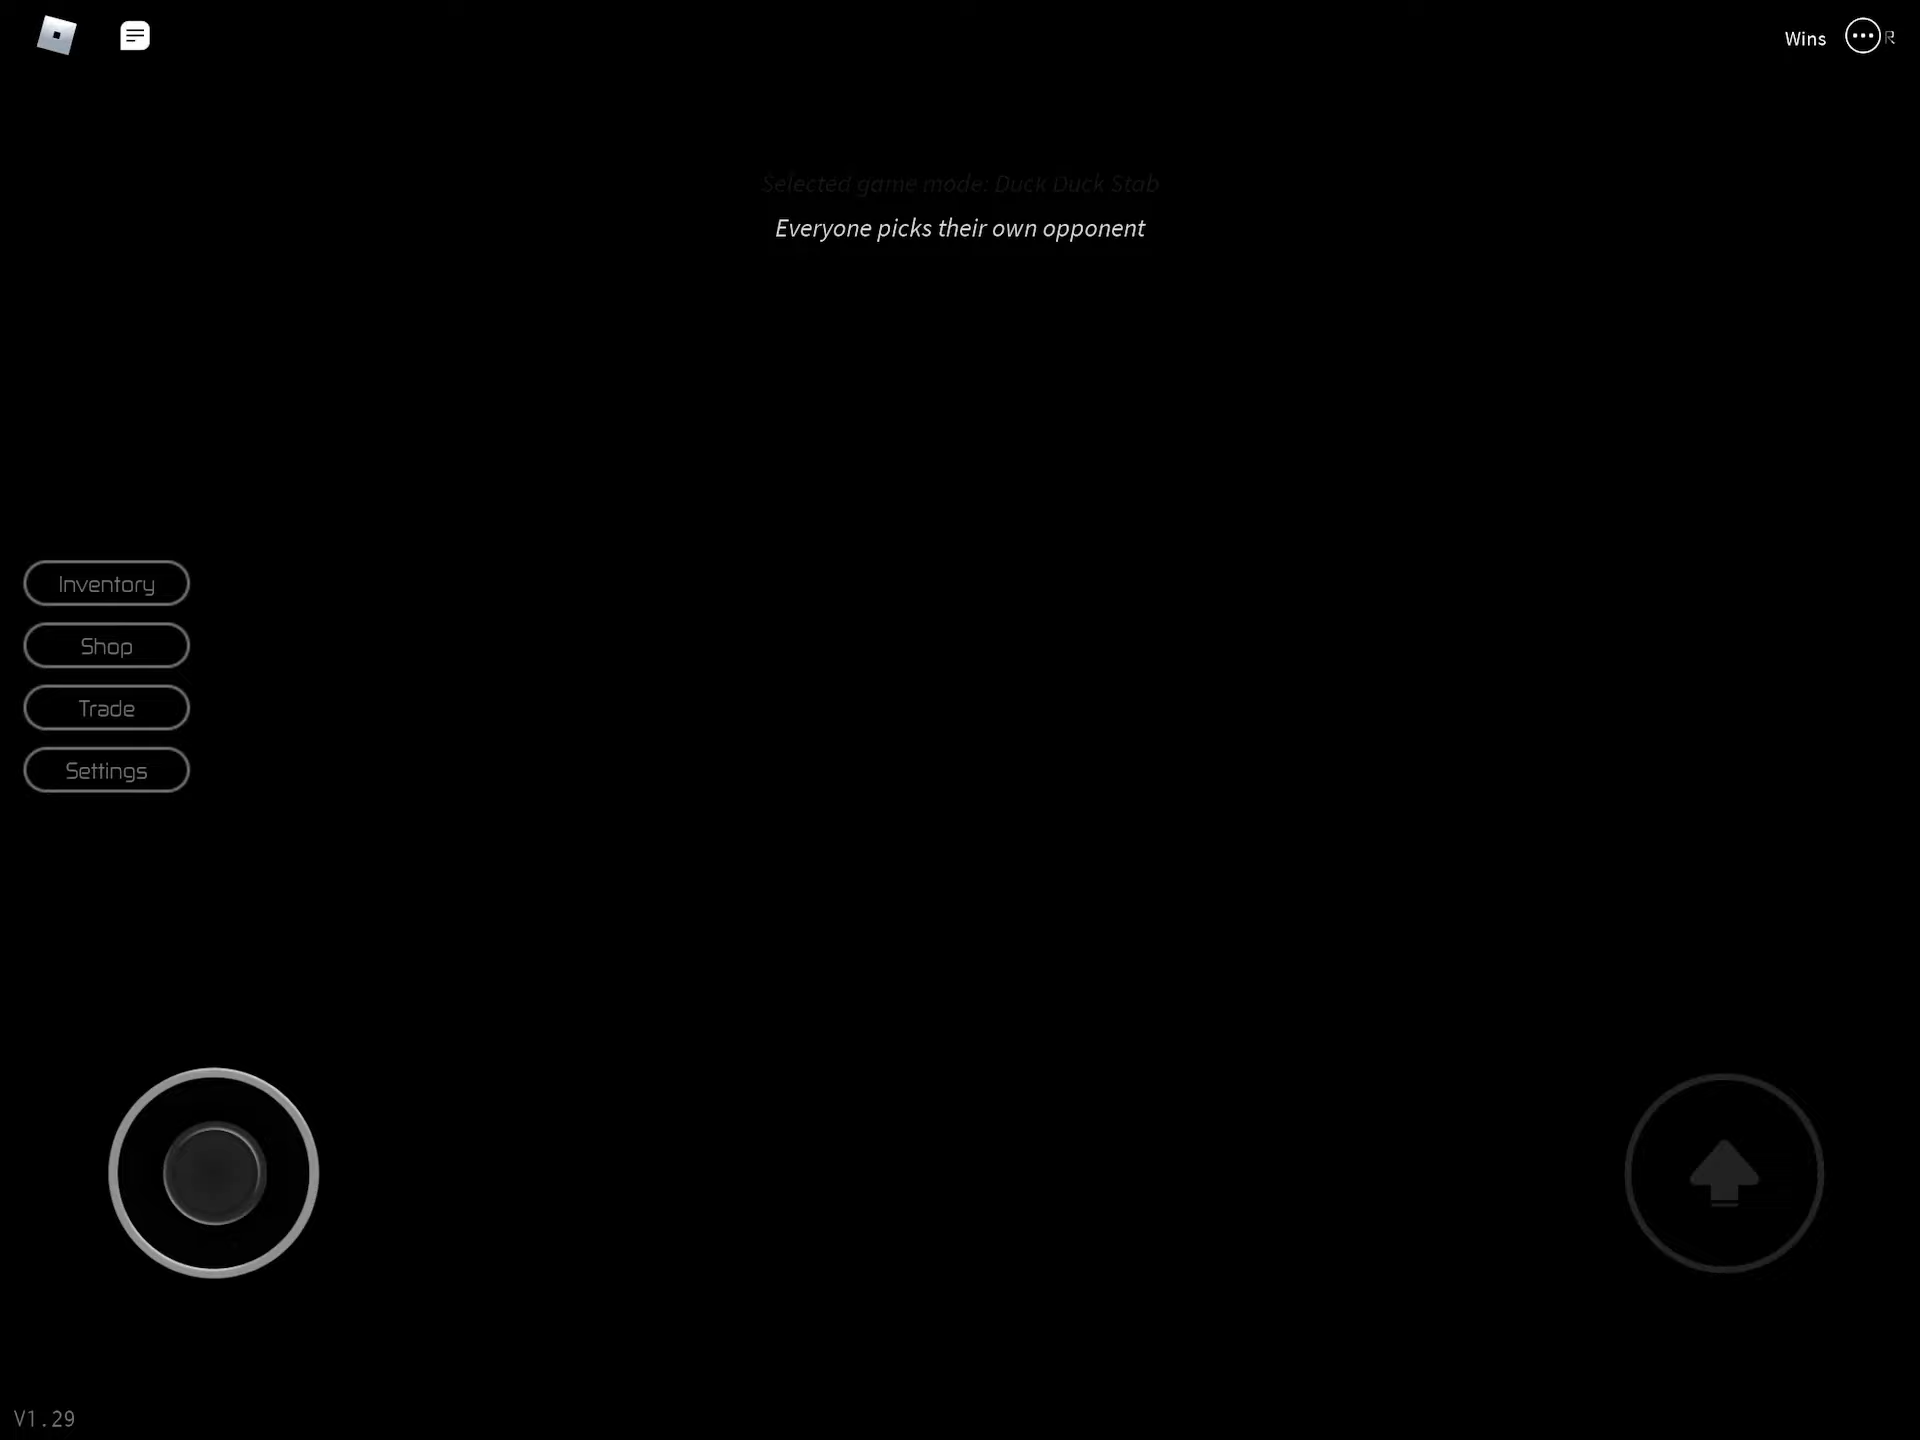 Wins
R
Selected game mode: Duck Duck Stab
Everyone picks their own opponent
Inventory
Shop
Trade
Settings
V1.29